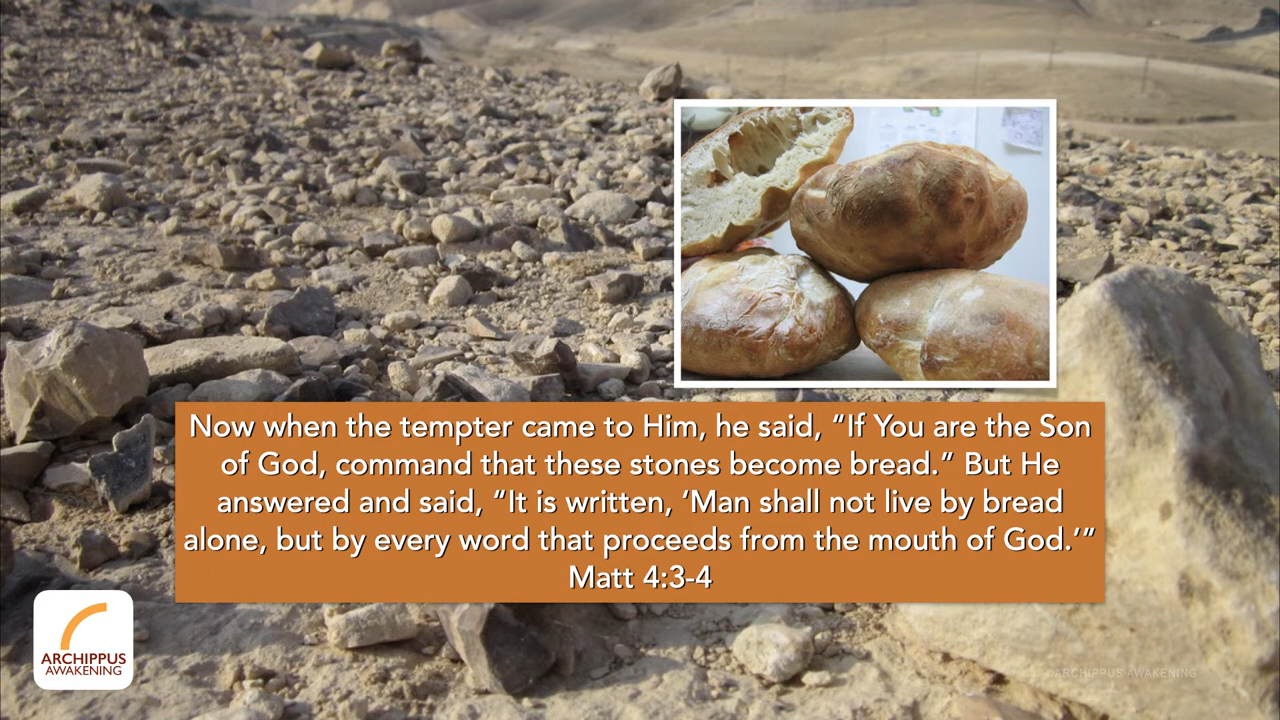 Now when the tempter came to Him, he said, “If You are the Son
of God, command that these stones become bread.” But He
answered and said, “It is written, ‘Man shall not live by bread
alone, but by every word that proceeds from the mouth of God.’”
Matt 4:3-4
ARCHIPPUS
AWAKENING
©ARCHIPPUS AWAKENING